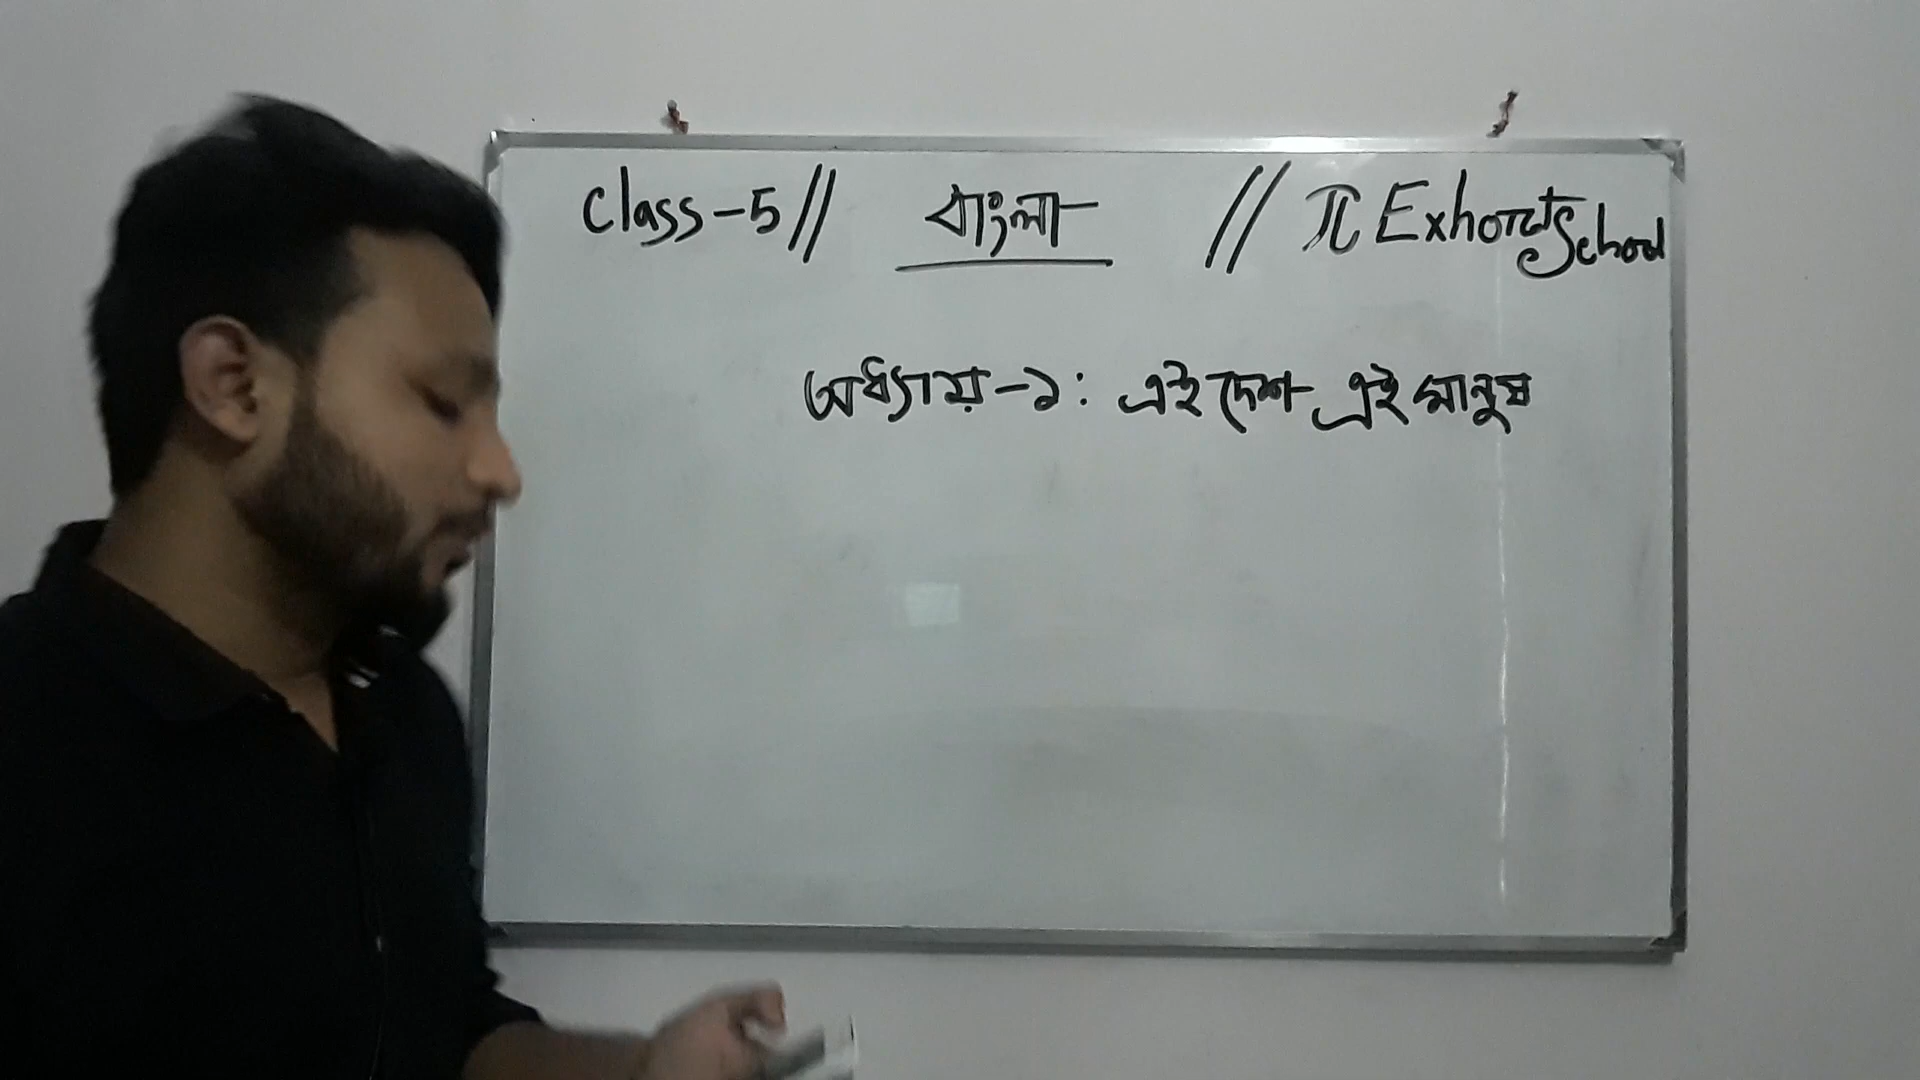 Class-5// বাংলা // π Exhort School
অধ্যায়-১: এই দেশ এই মানুষ